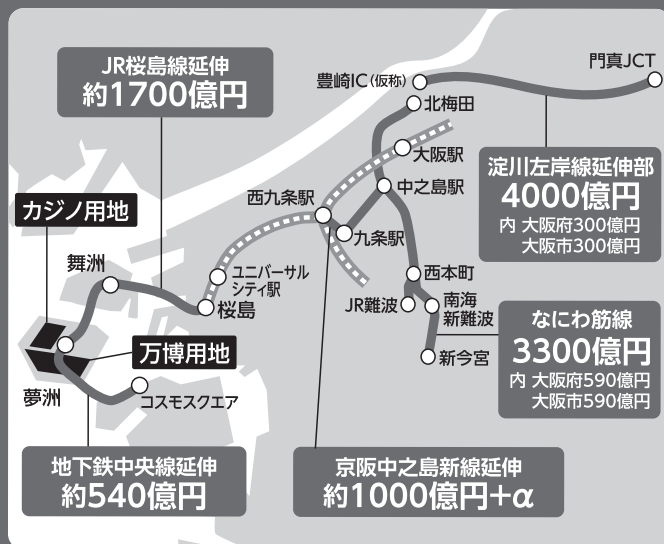 JR桜島線延伸
約1700億円
豊崎IC(仮称)
門真JCT
北梅田
大阪駅
淀川左岸線延伸部
4000億円
内 大阪府300億円
大阪市300億円
中之島駅
西九条駅
カジノ用地
九条駅
舞洲
ユニバーサル
シティ駅
西本町
桜島
JR難波
南海
新難波
なにわ筋線
3300億円
内 大阪府590億円
大阪市590億円
万博用地
新今宮
夢洲
コスモスクエア
地下鉄中央線延伸
約540億円
京阪中之島新線延伸
約1000億円+α